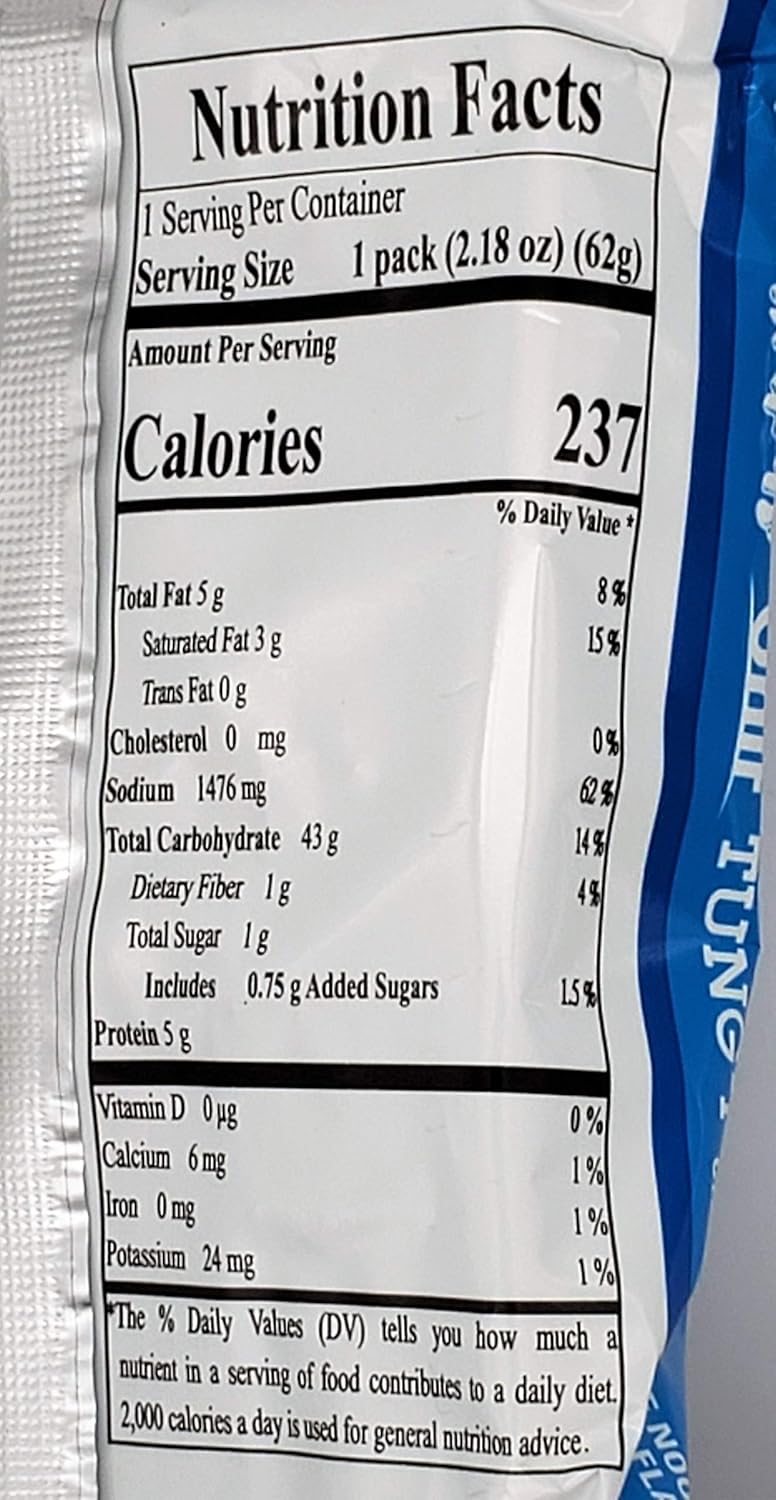 Nutrition Facts
1 Serving Per Container
Serving Size 1 pack (2.18 oz) (62g)
Amount Per Serving
Calories 237
% Daily Value *
Total Fat 5 g 8 %
Saturated Fat 3 g 15 %
Trans Fat 0 g
Cholesterol 0 mg 0 %
Sodium 1476 mg 62 %
Total Carbohydrate 43 g 14 %
Dietary Fiber 1 g 4 %
Total Sugar 1 g
Includes 0.75 g Added Sugars 1.5 %
Protein 5 g
Vitamin D 0 µg 0 %
Calcium 6 mg 1 %
Iron 0 mg 1 %
Potassium 24 mg 1 %
*The % Daily Values (DV) tells you how much a
nutrient in a serving of food contributes to a daily diet.
2,000 calories a day is used for general nutrition advice.
TUNG